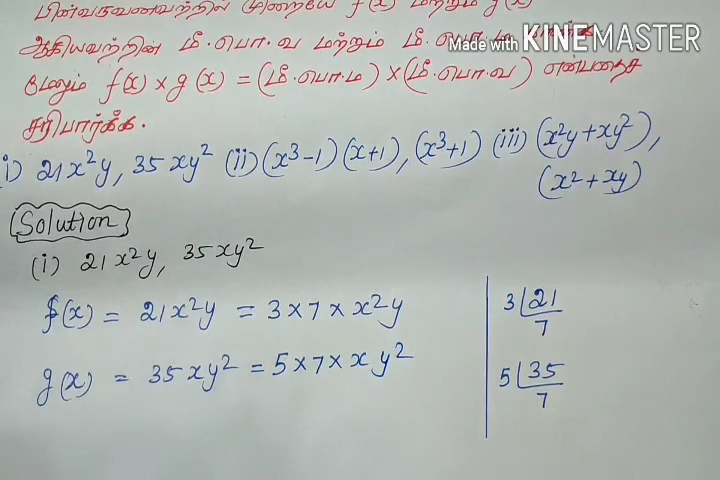 பின்வருவனவற்றில் முறையே f(x) மற்றும் g(x)
ஆகியவற்றின் மீ.பொ.வ மற்றும் மீ.பொ.ம
Made with KINEMASTER
மேலும் f(x) × g(x) = (மீ.பொ.ம) × (மீ.பொ.வ) என்பதைச்
சரிபார்க்க.
i) 21x²y, 35xy² (ii) (x³-1)(x+1), (x³+1) (iii) (x²y+xy²),
(x²+xy)
Solution
(i) 21x²y, 35xy²
f(x) = 21x²y = 3×7×x²y
3 | 21
7
g(x) = 35xy² = 5×7×xy²
5 | 35
7